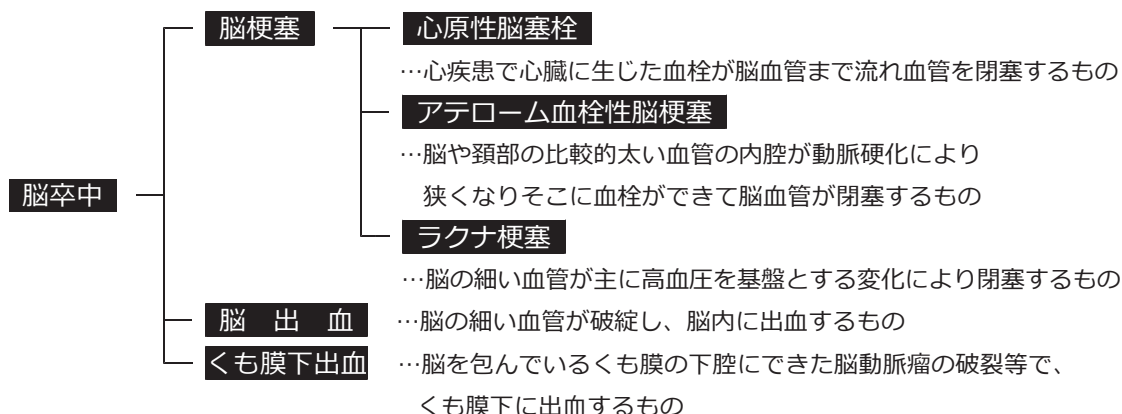 脳梗塞
心原性脳塞栓
…心疾患で心臓に生じた血栓が脳血管まで流れ血管を閉塞するもの
アテローム血栓性脳梗塞
…脳や頚部の比較的太い血管の内腔が動脈硬化により
狭くなりそこに血栓ができて脳血管が閉塞するもの
脳卒中
ラクナ梗塞
…脳の細い血管が主に高血圧を基盤とする変化により閉塞するもの
脳 出 血 …脳の細い血管が破綻し、脳内に出血するもの
くも膜下出血 …脳を包んでいるくも膜の下腔にできた脳動脈瘤の破裂等で、
くも膜下に出血するもの